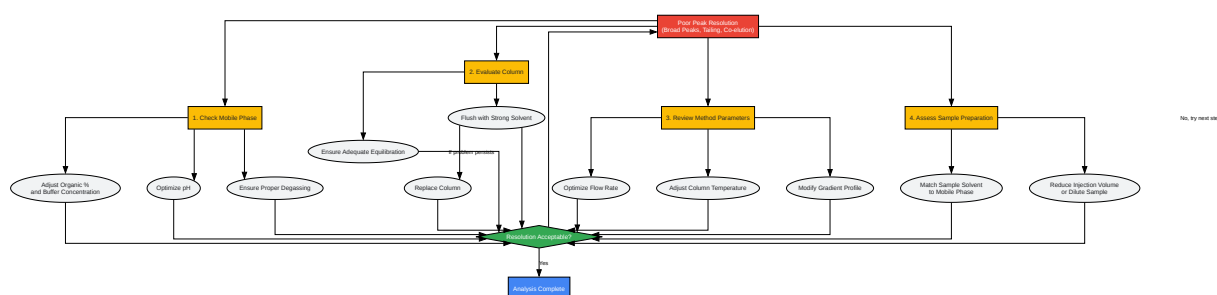 Poor Peak Resolution
(Broad Peaks, Tailing, Co-elution)
2. Evaluate Column
1. Check Mobile Phase
Flush with Strong Solvent
3. Review Method Parameters
4. Assess Sample Preparation
No, try next ste
Ensure Adequate Equilibration
If problem persists
Adjust Organic %
and Buffer Concentration
Optimize pH
Ensure Proper Degassing
Replace Column
Optimize Flow Rate
Adjust Column Temperature
Modify Gradient Profile
Match Sample Solvent
to Mobile Phase
Reduce Injection Volume
or Dilute Sample
Resolution Acceptable?
Yes
Analysis Complete